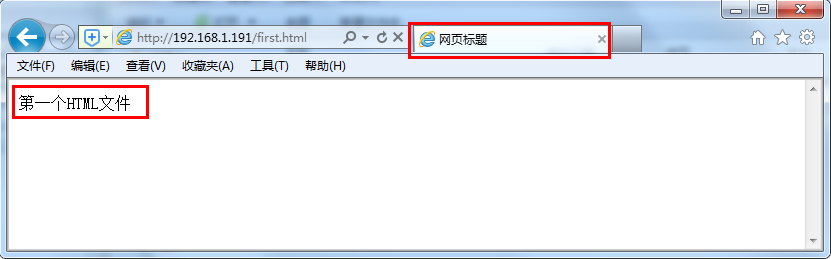 http://192.168.1.191/first.html
网页标题
文件(F) 编辑(E) 查看(V) 收藏夹(A) 工具(T) 帮助(H)
第一个HTML文件